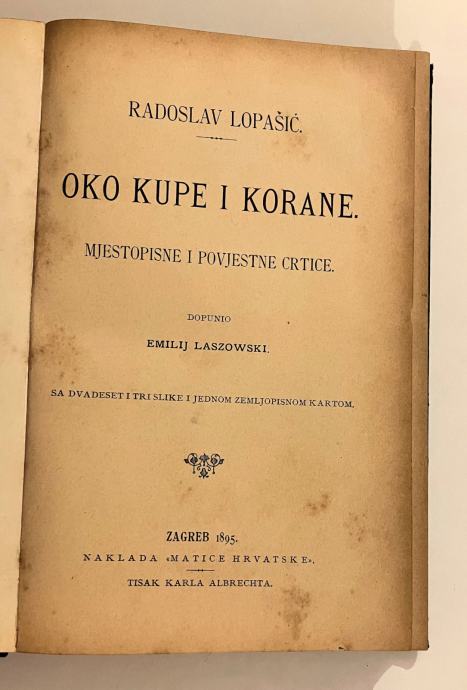 RADOSLAV LOPAŠIĆ.
OKO KUPE I KORANE.
MJESTOPISNE I POVJESTNE CRTICE.
DOPUNIO
EMILIJ LASZOWSKI.
SA DVADESET I TRI SLIKE I JEDNOM ZEMLJOPISNOM KARTOM.
ZAGREB 1895.
NAKLADA «MATICE HRVATSKE».
TISAK KARLA ALBRECHTA.